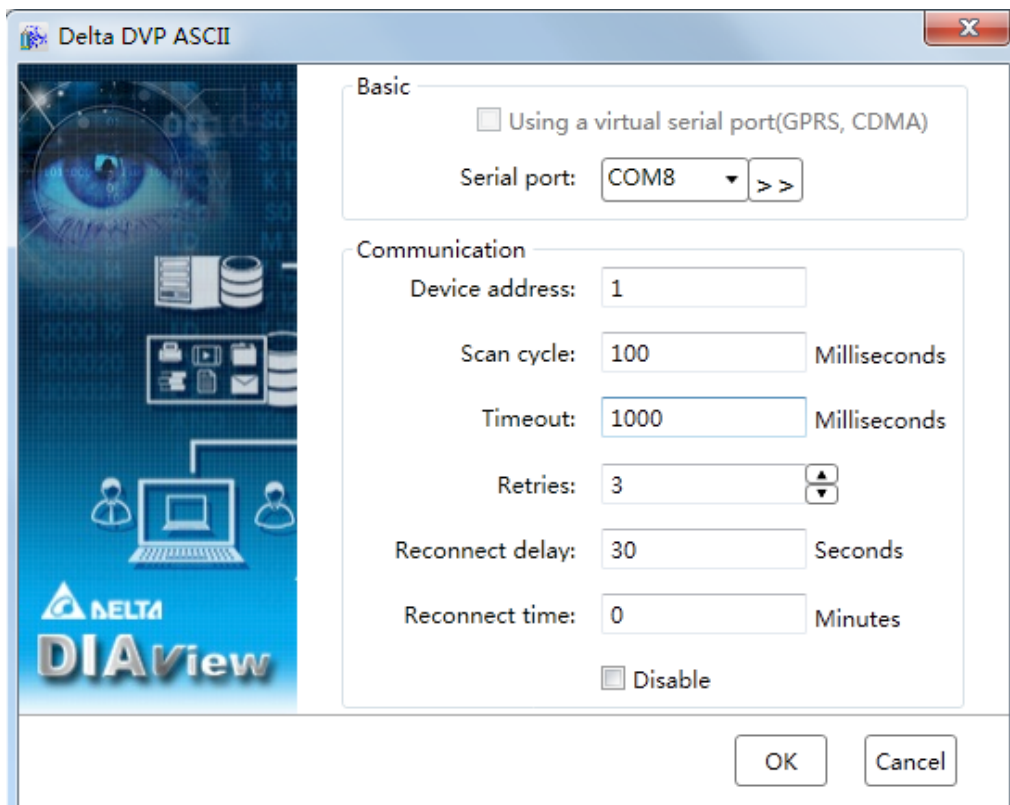 Delta DVP ASCII
X
Basic
Using a virtual serial port(GPRS, CDMA)
Serial port: COM8 >>
Communication
Device address: 1
Scan cycle: 100 Milliseconds
Timeout: 1000 Milliseconds
Retries: 3
Reconnect delay: 30 Seconds
Reconnect time: 0 Minutes
Disable
DELTA
DIAView
OK Cancel